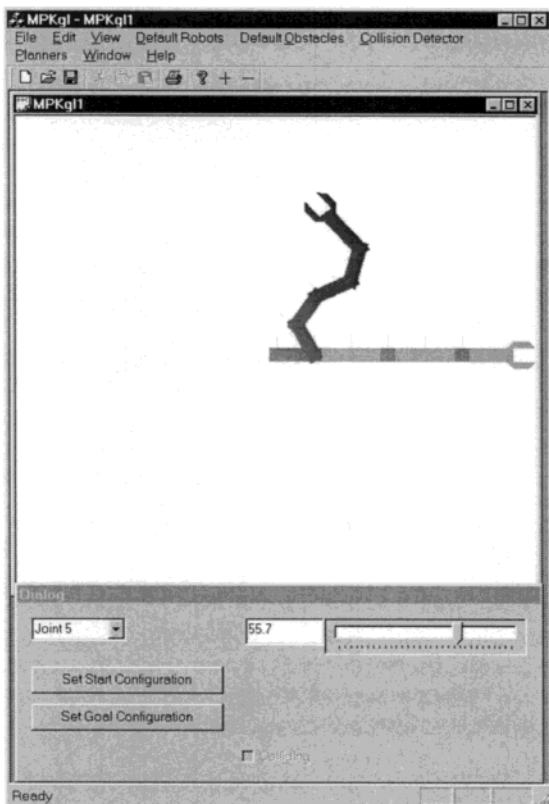 MPKgl - MPKgl1
File Edit View Default Robots Default Obstacles Collision Detector
Planners Window Help
MPKgl1
Dialog
Joint 5 55.7
Set Start Configuration
Set Goal Configuration
Colliding
Ready